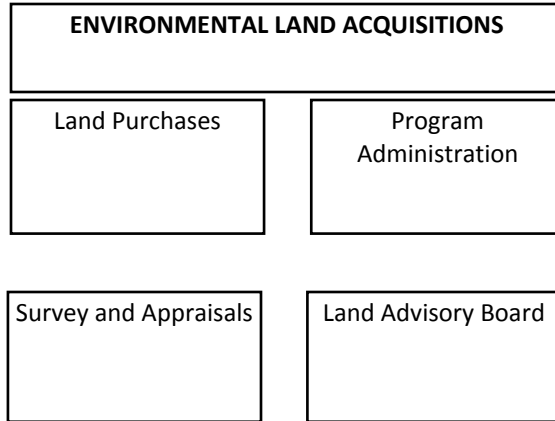 ENVIRONMENTAL LAND ACQUISITIONS
Land Purchases
Program
Administration
Survey and Appraisals
Land Advisory Board